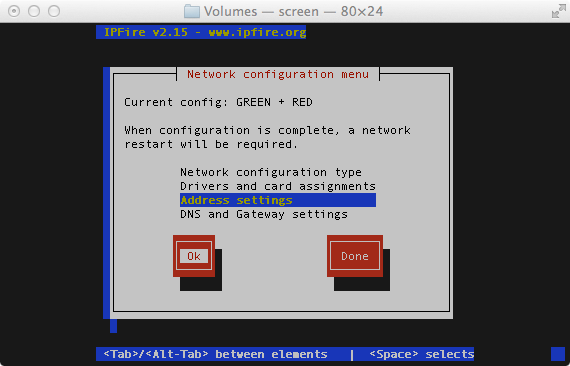 Volumes — screen — 80×24
IPFire v2.15 - www.ipfire.org
Network configuration menu
Current config: GREEN + RED
When configuration is complete, a network
restart will be required.
Network configuration type
Drivers and card assignments
Address settings
DNS and Gateway settings
Ok Done
<Tab>/<Alt-Tab> between elements | <Space> selects